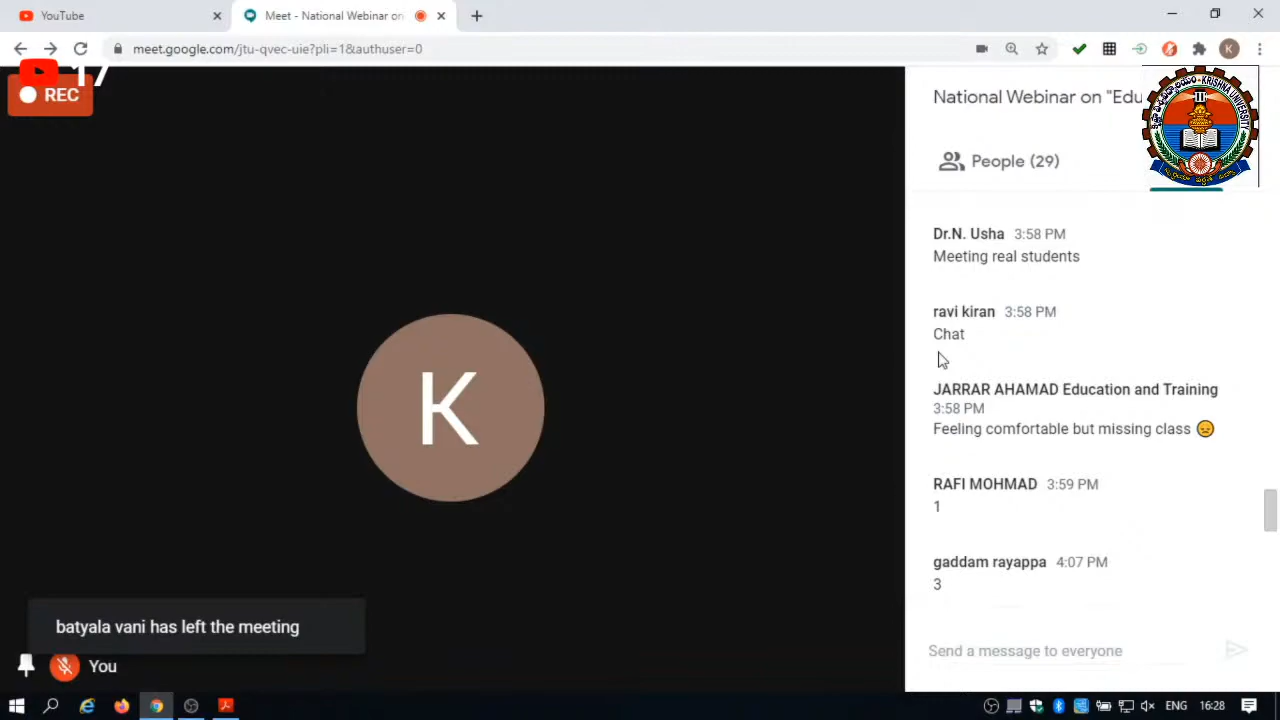 YouTube
Meet - National Webinar on
meet.google.com/jtu-qvec-uie?pli=1&authuser=0
K
17
REC
National Webinar on "Edu
KRISHNA UNIVERSITY
People (29)
Dr.N. Usha 3:58 PM
Meeting real students
ravi kiran 3:58 PM
Chat
JARRAR AHAMAD Education and Training
3:58 PM
Feeling comfortable but missing class 😞
RAFI MOHMAD 3:59 PM
1
gaddam rayappa 4:07 PM
3
K
batyala vani has left the meeting
You
Send a message to everyone
ENG 16:28